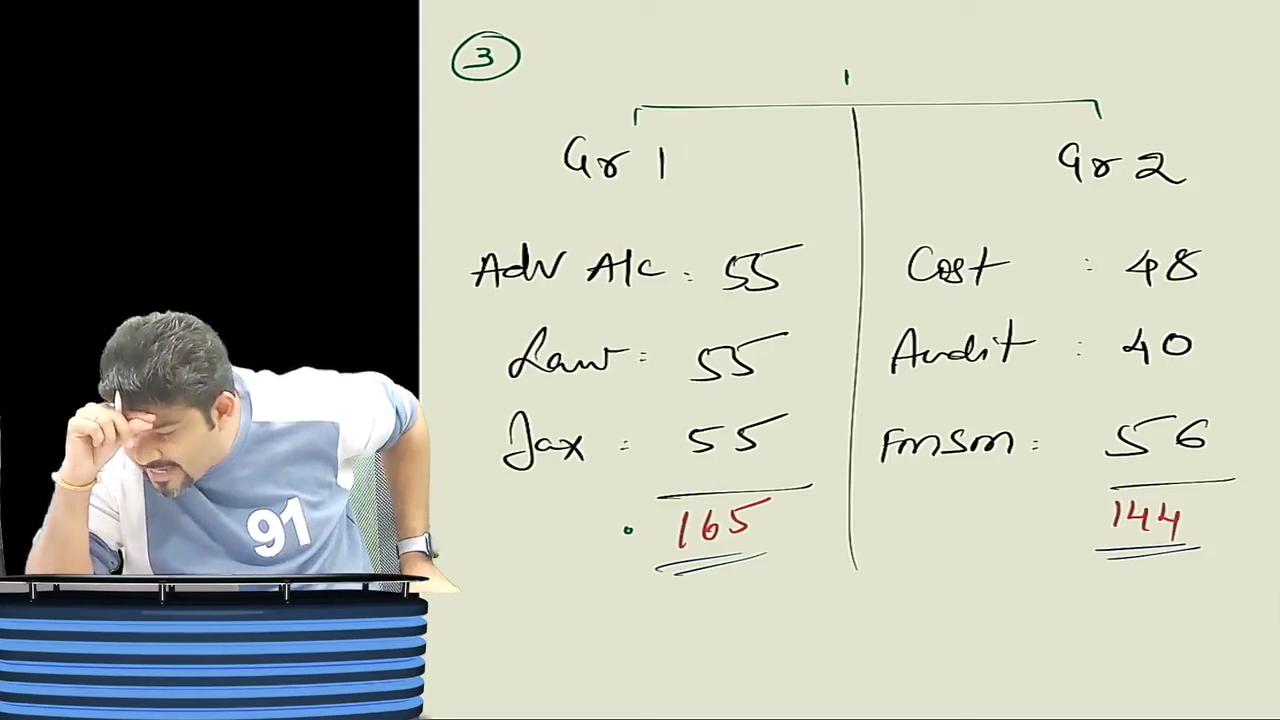 3
Gr 1
Adv A/c : 55
Law : 55
Tax : 55
165
Gr 2
Cost : 48
Audit : 40
FMSM : 56
144
91